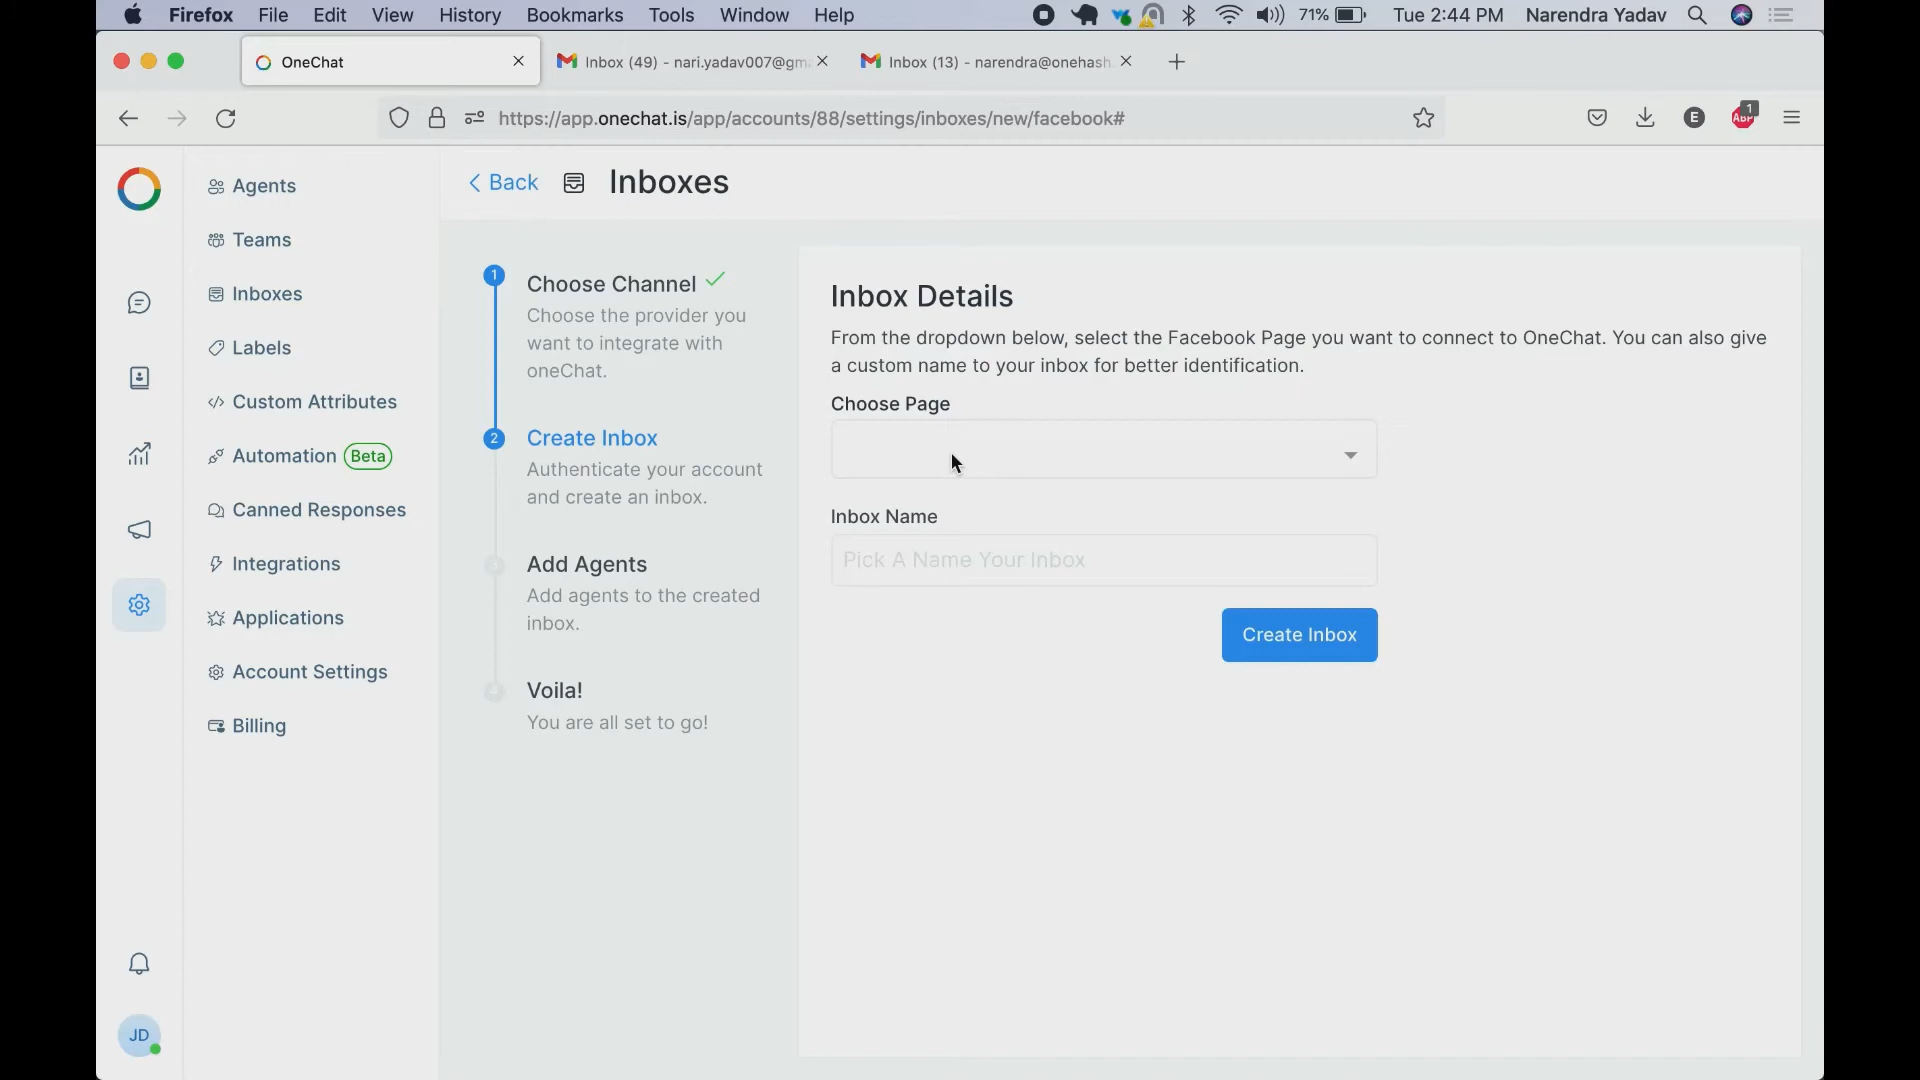 Firefox File Edit View History Bookmarks Tools Window Help 71% Tue 2:44 PM Narendra Yadav
OneChat Inbox (49) - nari.yadav007@gm Inbox (13) - narendra@onehash.
https://app.onechat.is/app/accounts/88/settings/inboxes/new/facebook# E ABP 1
Agents
Teams
Inboxes
Labels
Custom Attributes
Automation Beta
Canned Responses
Integrations
Applications
Account Settings
Billing
JD
Back Inboxes
1 Choose Channel
Choose the provider you
want to integrate with
oneChat.
2 Create Inbox
Authenticate your account
and create an inbox.
3 Add Agents
Add agents to the created
inbox.
4 Voila!
You are all set to go!
Inbox Details
From the dropdown below, select the Facebook Page you want to connect to OneChat. You can also give
a custom name to your inbox for better identification.
Choose Page
Inbox Name
Pick A Name Your Inbox
Create Inbox